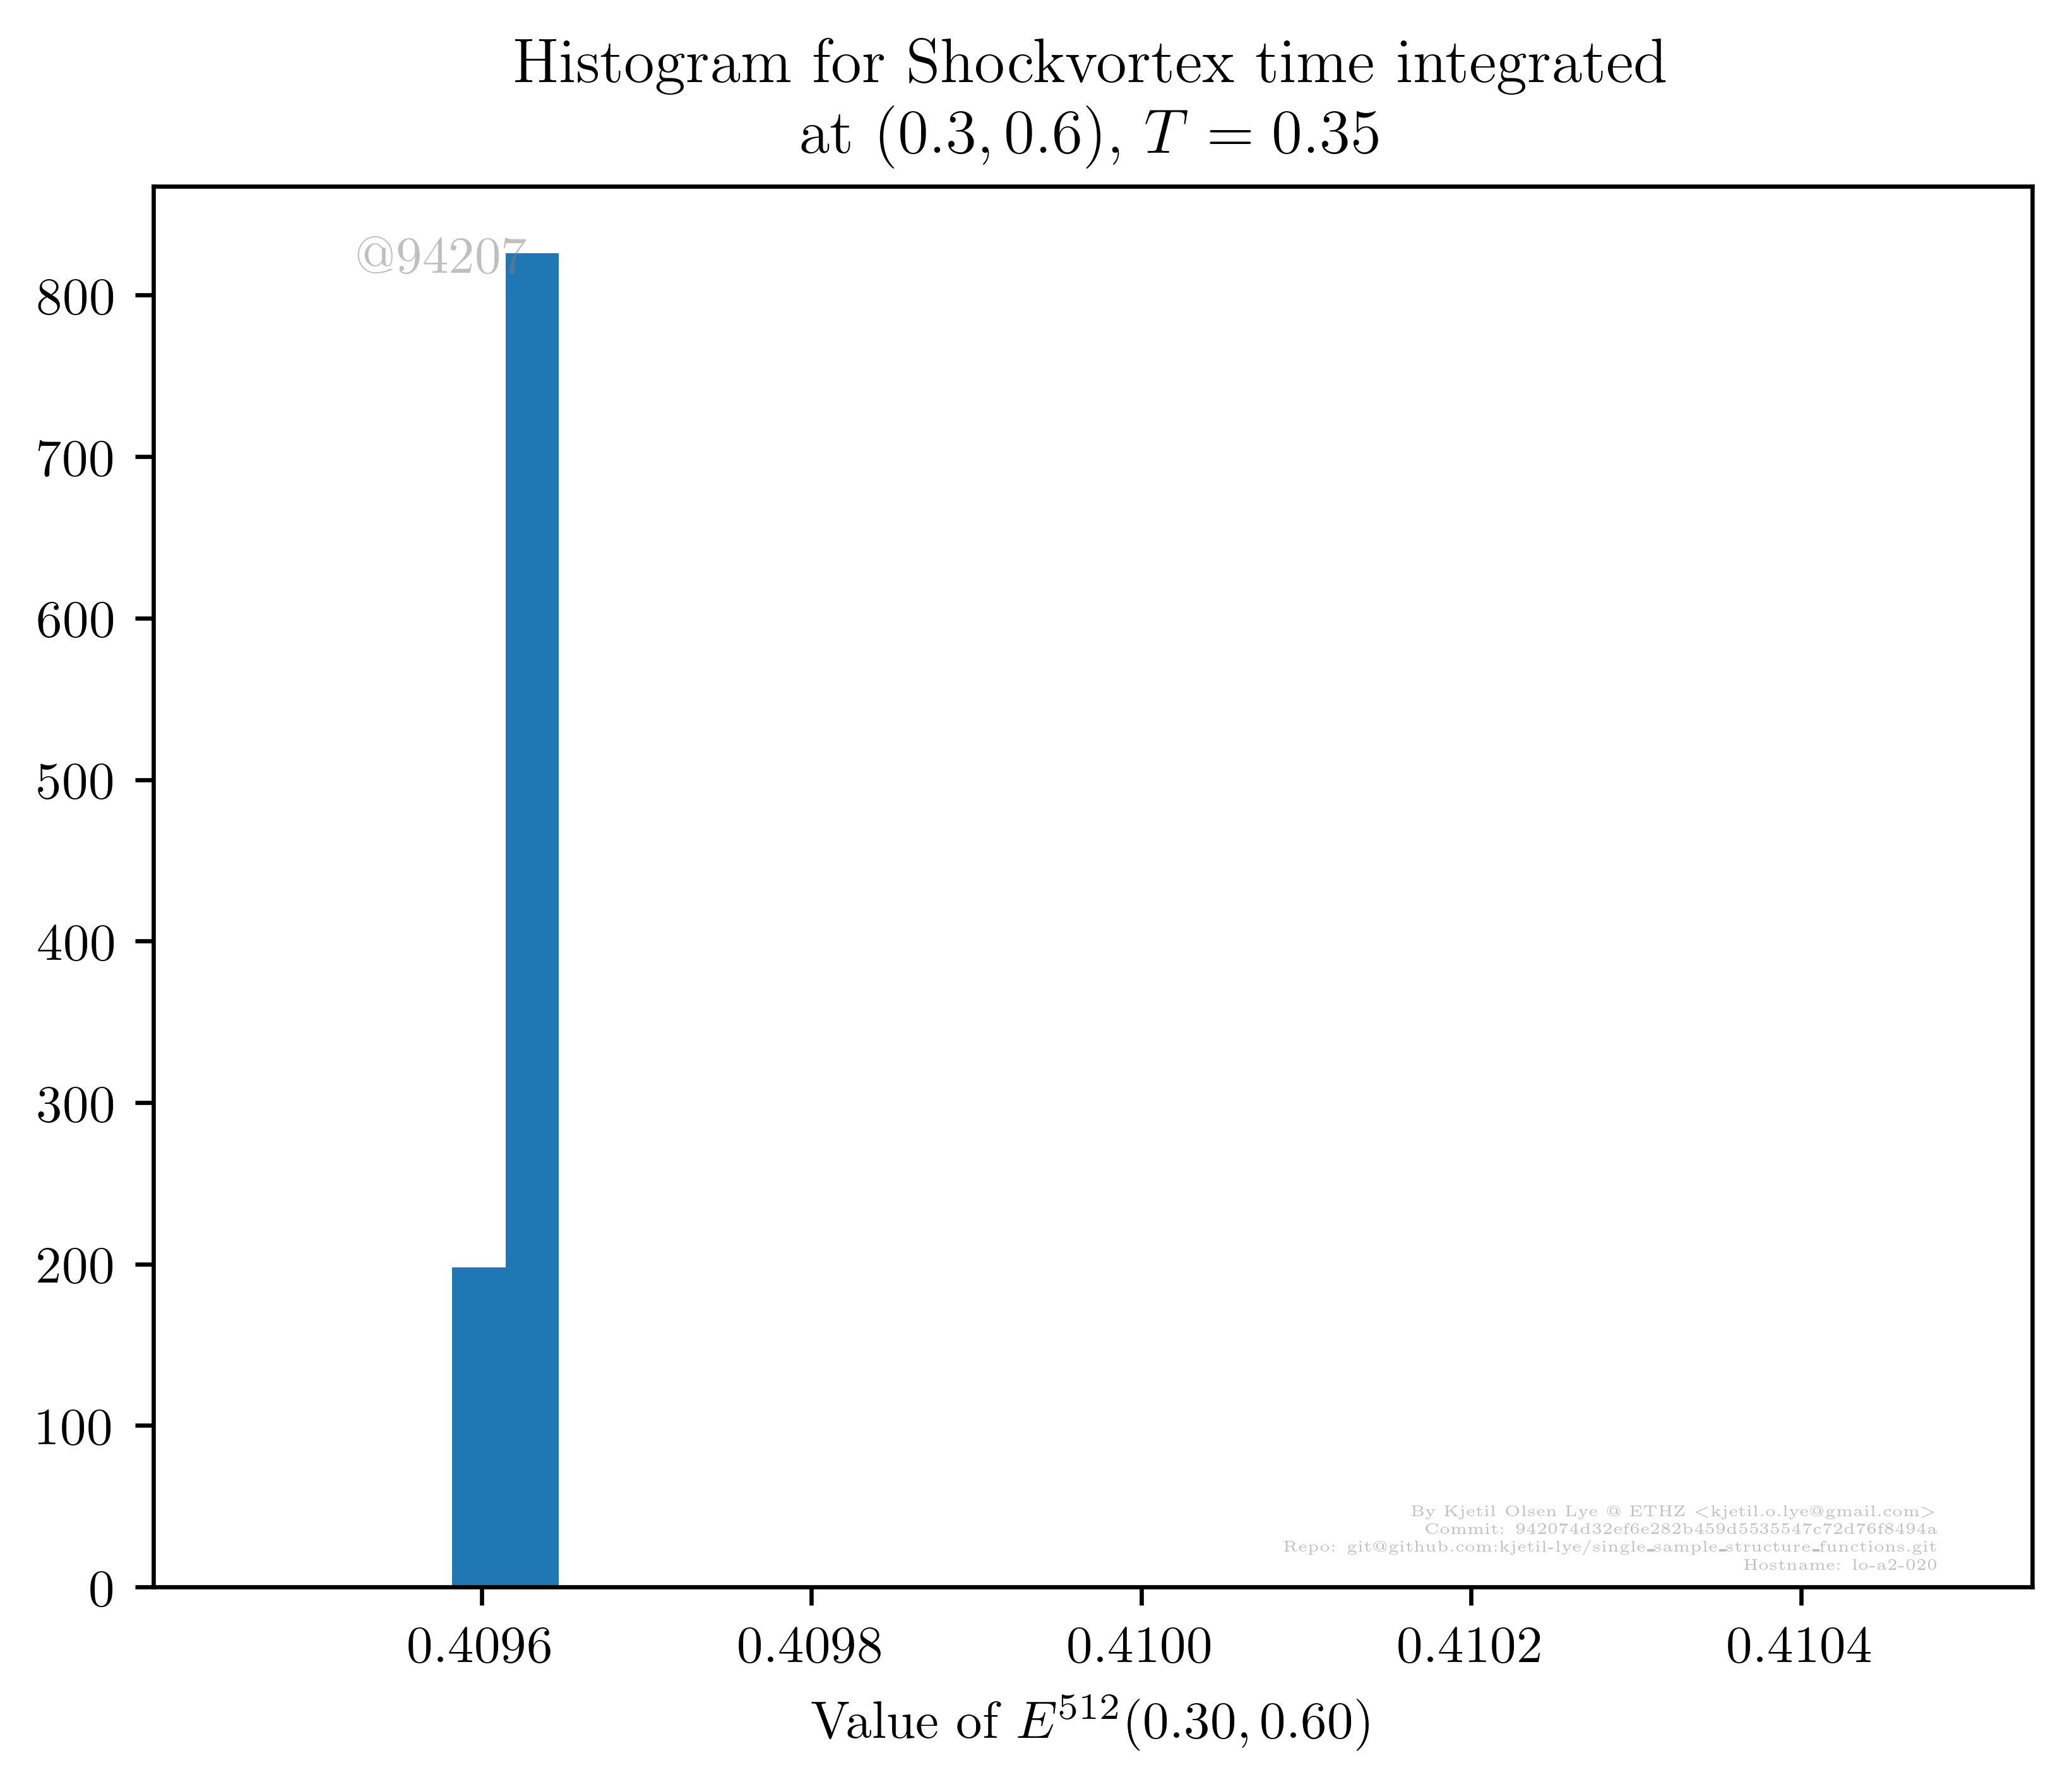 Histogram for Shockvortex time integrated
at (0.3, 0.6), T = 0.35
@94207
800
700
600
500
400
300
200
100
0
By Kjetil Olsen Lye @ ETHZ <kjetil.o.lye@gmail.com>
Commit: 942074d32ef6e282b459d5535547c72d76f8494a
Repo: git@github.com:kjetil-lye/single_sample_structure_functions.git
Hostname: lo-a2-020
0.4096 0.4098 0.4100 0.4102 0.4104
Value of E^512(0.30, 0.60)